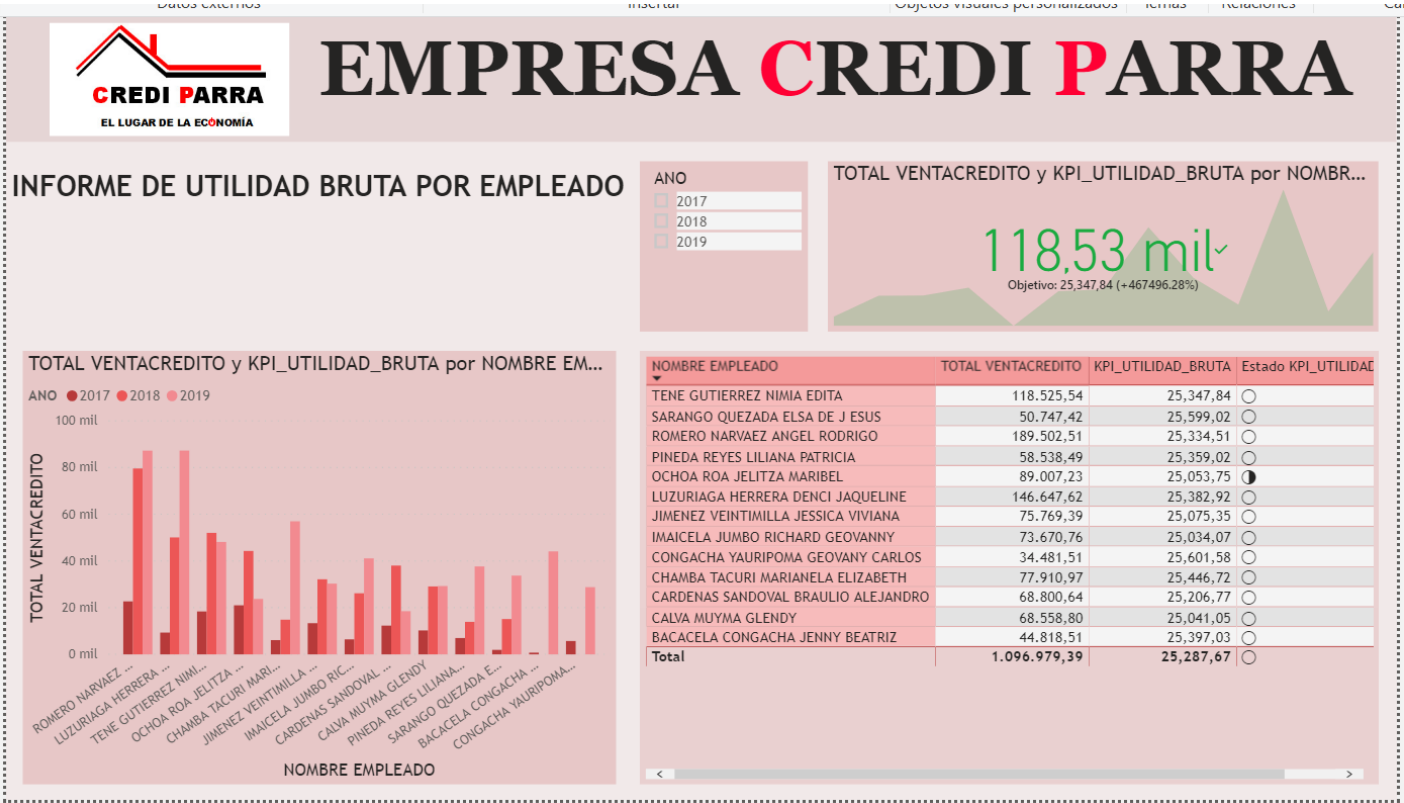 Datos externos Insertar Objetos visuales personalizados Temas Relaciones
CREDI PARRA
EL LUGAR DE LA ECONOMÍA
EMPRESA CREDI PARRA
INFORME DE UTILIDAD BRUTA POR EMPLEADO
ANO
2017
2018
2019
TOTAL VENTACREDITO y KPI_UTILIDAD_BRUTA por NOMBR...
118,53 mil
Objetivo: 25,347,84 (+467496.28%)
TOTAL VENTACREDITO y KPI_UTILIDAD_BRUTA por NOMBRE EM...
ANO 2017 2018 2019
TOTAL VENTACREDITO
100 mil
80 mil
60 mil
40 mil
20 mil
0 mil
ROMERO NARVAEZ ...
LUZURIAGA HERRERA ...
TENE GUTIERREZ NIMI...
OCHOA ROA JELITZA ...
CHAMBA TACURI MARI...
JIMENEZ VEINTIMILLA ...
IMAICELA JUMBO RIC...
CARDENAS SANDOVAL ...
CALVA MUYMA GLENDY
PINEDA REYES LILIANA...
SARANGO QUEZADA E...
BACACELA CONGACHA ...
CONGACHA YAURIPOMA...
NOMBRE EMPLEADO
NOMBRE EMPLEADO TOTAL VENTACREDITO KPI_UTILIDAD_BRUTA Estado KPI_UTILIDAD
TENE GUTIERREZ NIMIA EDITA 118.525,54 25,347,84
SARANGO QUEZADA ELSA DE J ESUS 50.747,42 25,599,02
ROMERO NARVAEZ ANGEL RODRIGO 189.502,51 25,334,51
PINEDA REYES LILIANA PATRICIA 58.538,49 25,359,02
OCHOA ROA JELITZA MARIBEL 89.007,23 25,053,75
LUZURIAGA HERRERA DENCI JAQUELINE 146.647,62 25,382,92
JIMENEZ VEINTIMILLA JESSICA VIVIANA 75.769,39 25,075,35
IMAICELA JUMBO RICHARD GEOVANNY 73.670,76 25,034,07
CONGACHA YAURIPOMA GEOVANY CARLOS 34.481,51 25,601,58
CHAMBA TACURI MARIANELA ELIZABETH 77.910,97 25,446,72
CARDENAS SANDOVAL BRAULIO ALEJANDRO 68.800,64 25,206,77
CALVA MUYMA GLENDY 68.558,80 25,041,05
BACACELA CONGACHA JENNY BEATRIZ 44.818,51 25,397,03
Total 1.096.979,39 25,287,67